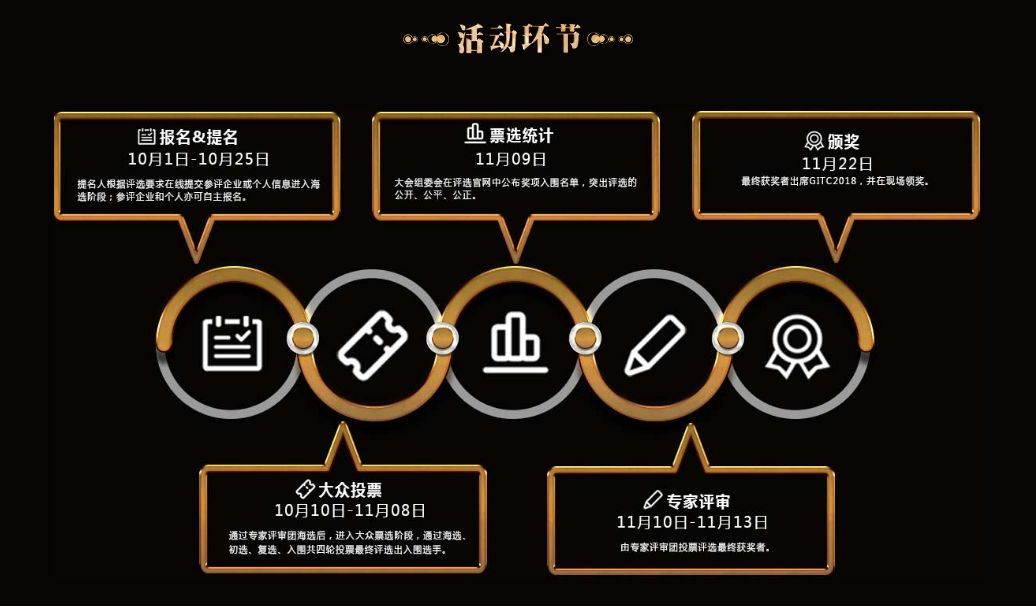 活动环节
报名&提名
10月1日-10月25日
提名人根据评选要求在线提交参评企业或个人信息进入海
选阶段；参评企业和个人亦可自主报名。
票选统计
11月09日
大会组委会在评选官网中公布奖项入围名单，突出评选的
公开、公平、公正。
颁奖
11月22日
最终获奖者出席GITC2018，并在现场领奖。
大众投票
10月10日-11月08日
通过专家评审团海选后，进入大众票选阶段，通过海选、
初选、复选、入围共四轮投票最终评选出入围选手。
专家评审
11月10日-11月13日
由专家评审团投票评选最终获奖者。